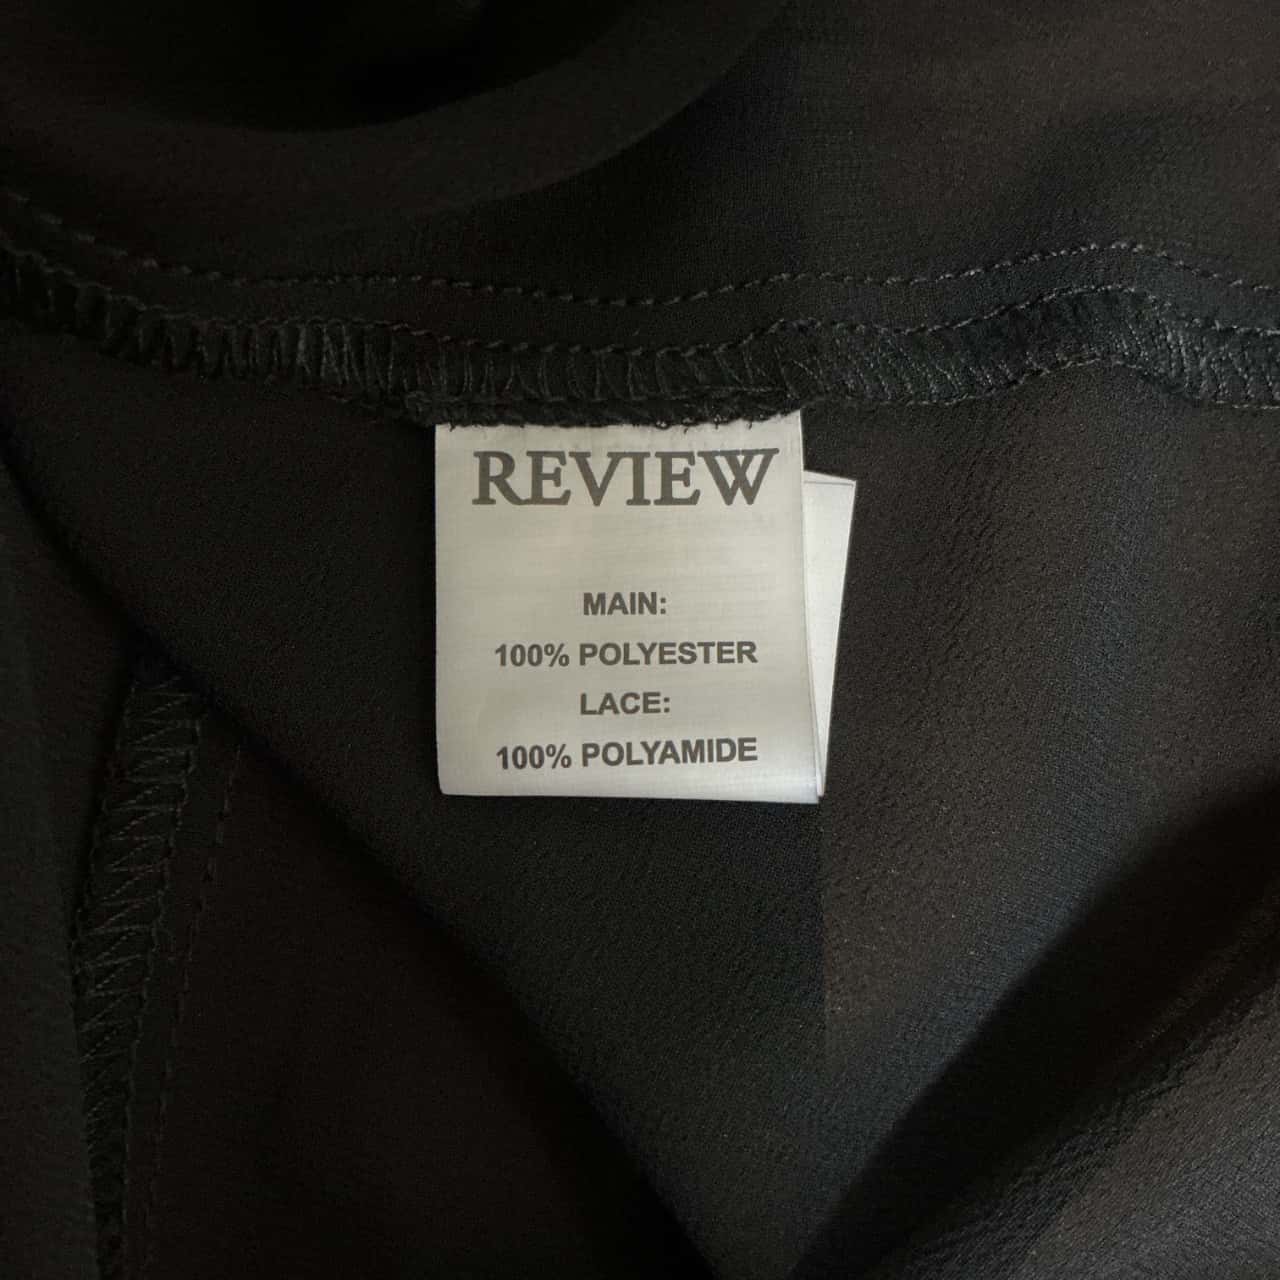 REVIEW
MAIN:
100% POLYESTER
LACE:
100% POLYAMIDE